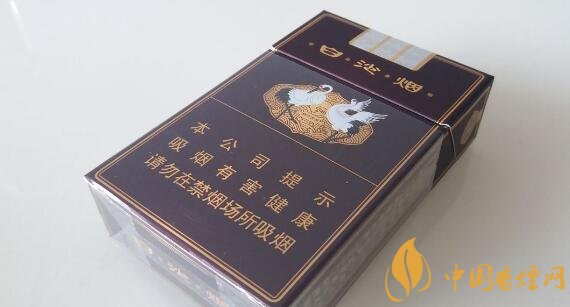 白沙烟
本公司提示
吸烟有害健康
请勿在禁烟场所吸烟
中国香烟网